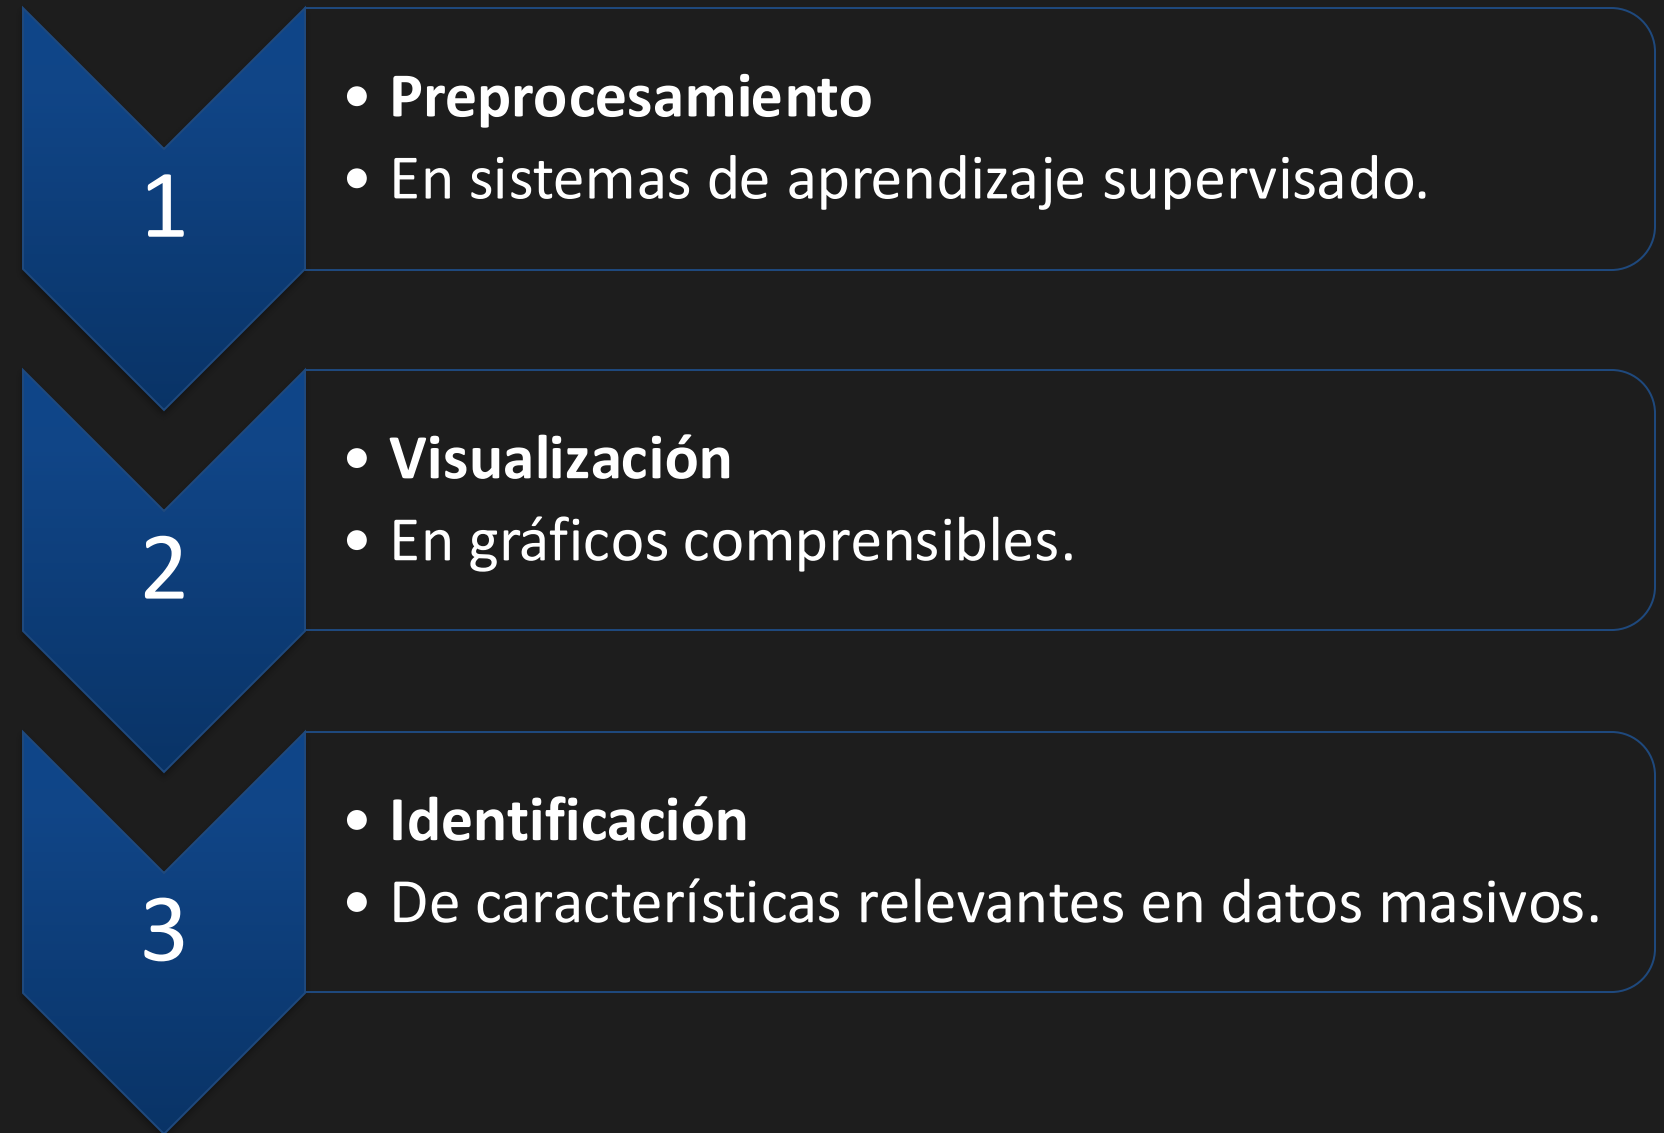 1
• Preprocesamiento
• En sistemas de aprendizaje supervisado.
2
• Visualización
• En gráficos comprensibles.
3
• Identificación
• De características relevantes en datos masivos.